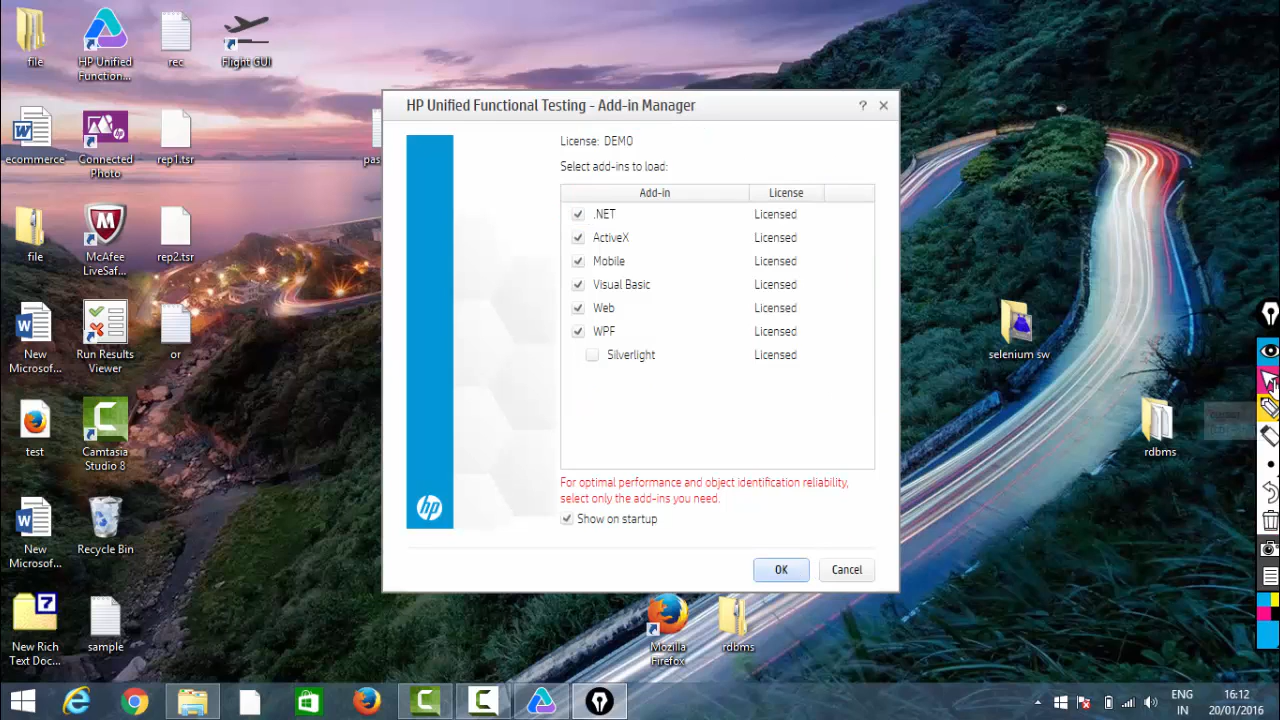 file
HP Unified
Function...
rec
Flight GUI
ecommerce
Connected
Photo
rep1.tsr
pas
file
McAfee
LiveSaf...
rep2.tsr
New
Microsof...
Run Results
Viewer
or
test
Camtasia
Studio 8
New
Microsof...
Recycle Bin
New Rich
Text Doc...
sample
HP Unified Functional Testing - Add-in Manager
?
License: DEMO
Select add-ins to load:
Add-in License
.NET Licensed
ActiveX Licensed
Mobile Licensed
Visual Basic Licensed
Web Licensed
WPF Licensed
Silverlight Licensed
For optimal performance and object identification reliability,
select only the add-ins you need.
Show on startup
hp
OK Cancel
selenium sw
rdbms
Mozilla
Firefox
rdbms
ENG
IN
16:12
20/01/2016